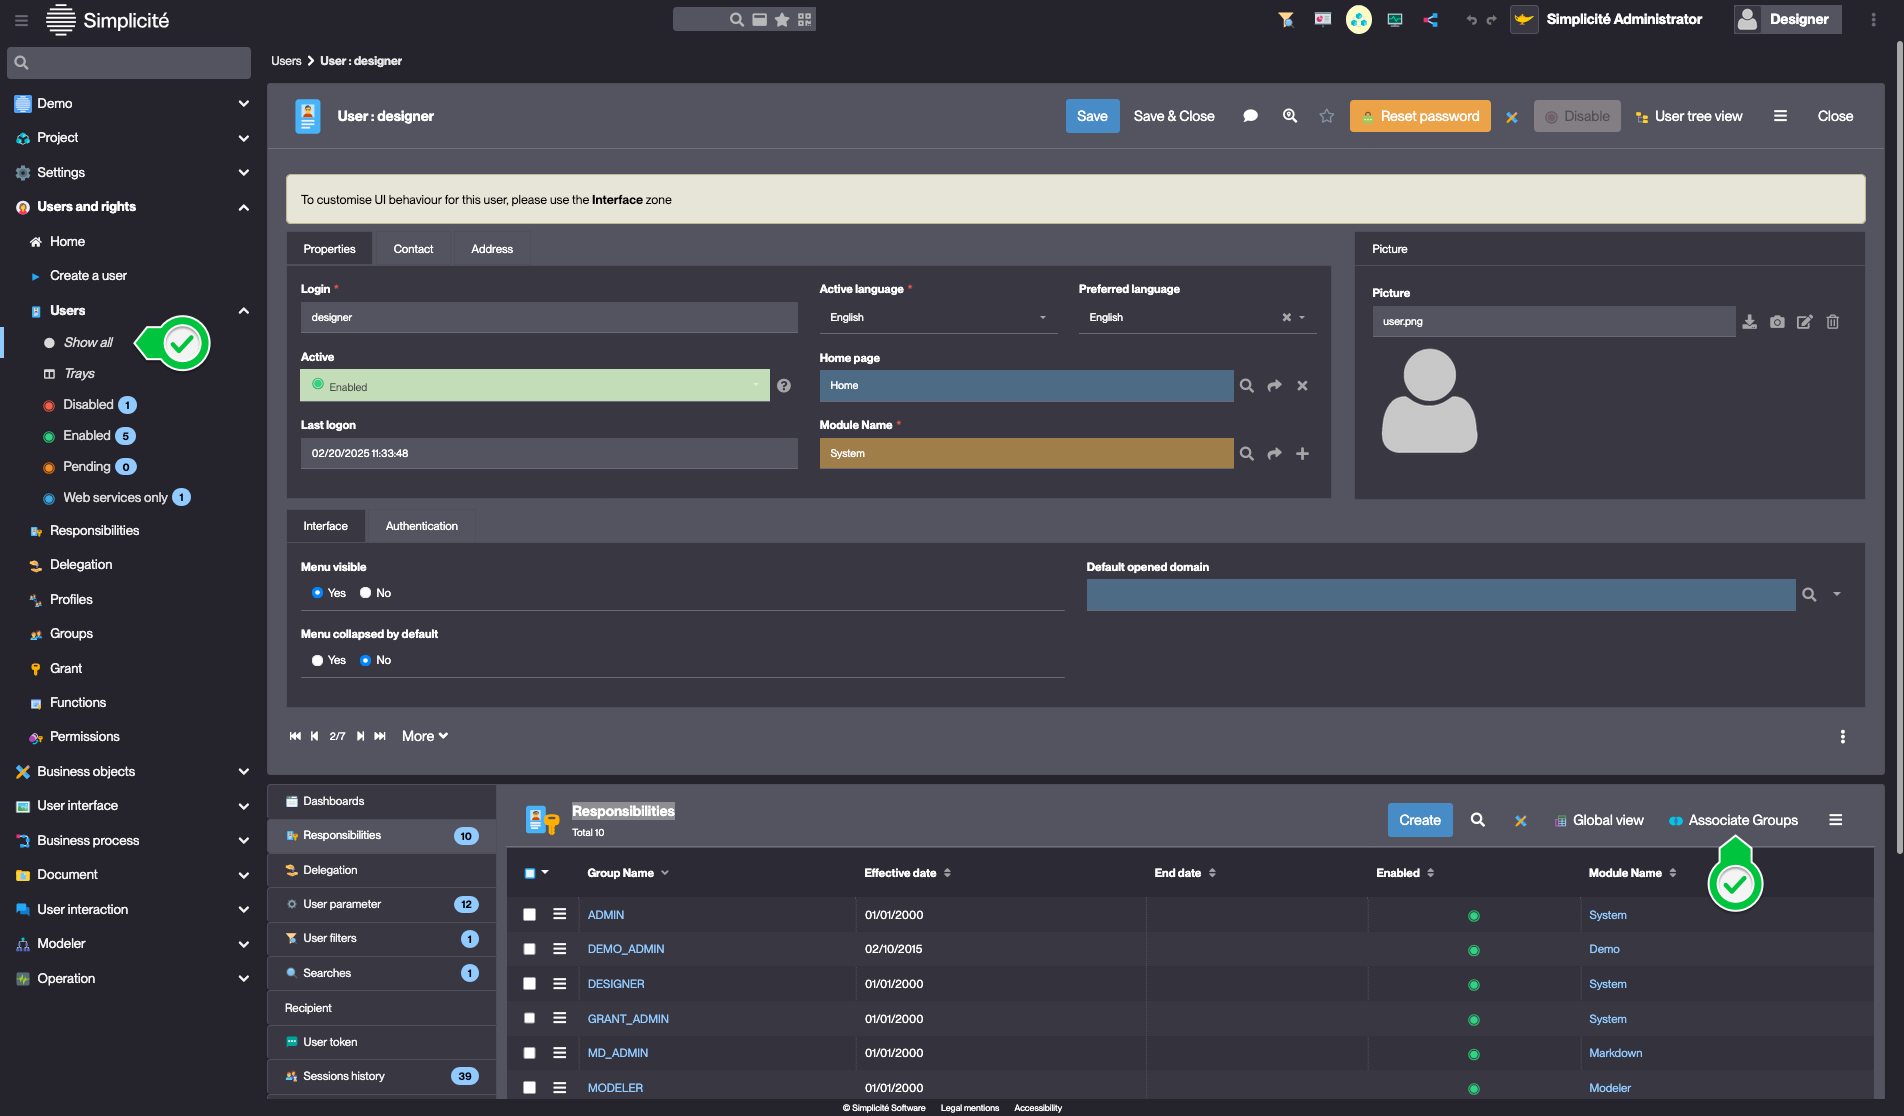 Simplicité
Simplicité Administrator
Designer
Users
User : designer
Demo
Project
Settings
Users and rights
Home
Create a user
Users
Show all
Trays
Disabled 1
Enabled 5
Pending 0
Web services only 1
Responsibilities
Delegation
Profiles
Groups
Grant
Functions
Permissions
Business objects
User interface
Business process
Document
User interaction
Modeler
Operation
User : designer
Save
Save & Close
Reset password
Disable
User tree view
Close
To customise UI behaviour for this user, please use the Interface zone
Properties Contact Address
Login *
designer
Active language *
English
Preferred language
English
Active
Enabled
Home page
Home
Last logon
02/20/2025 11:33:48
Module Name *
System
Picture
Picture
user.png
Interface Authentication
Menu visible
Yes No
Default opened domain
Menu collapsed by default
Yes No
2/7 More
Dashboards
Responsibilities 10
Delegation
User parameter 12
User filters 1
Searches 1
Recipient
User token
Sessions history 39
Responsibilities
Total 10
Create
Global view
Associate Groups
Group Name Effective date End date Enabled Module Name
ADMIN 01/01/2000 System
DEMO_ADMIN 02/10/2015 Demo
DESIGNER 01/01/2000 System
GRANT_ADMIN 01/01/2000 System
MD_ADMIN 01/01/2000 Markdown
MODELER 01/01/2000 Modeler
© Simplicité Software Legal mentions Accessibility